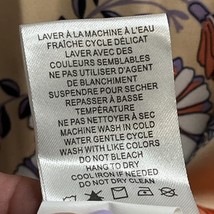 LAVER À LA MACHINE À L'EAU
FRAÎCHE CYCLE DÉLICAT
LAVER AVEC DES
COULEURS SEMBLABLES
NE PAS UTILISER D'AGENT
DE BLANCHIMENT
SUSPENDRE POUR SECHER
REPASSER À BASSE
TEMPÉRATURE
NE PAS NETTOYER À SEC
MACHINE WASH IN COLD
WATER GENTLE CYCLE
WASH WITH LIKE COLORS
DO NOT BLEACH
HANG TO DRY
COOL IRON IF NEEDED
DO NOT DRY CLEAN